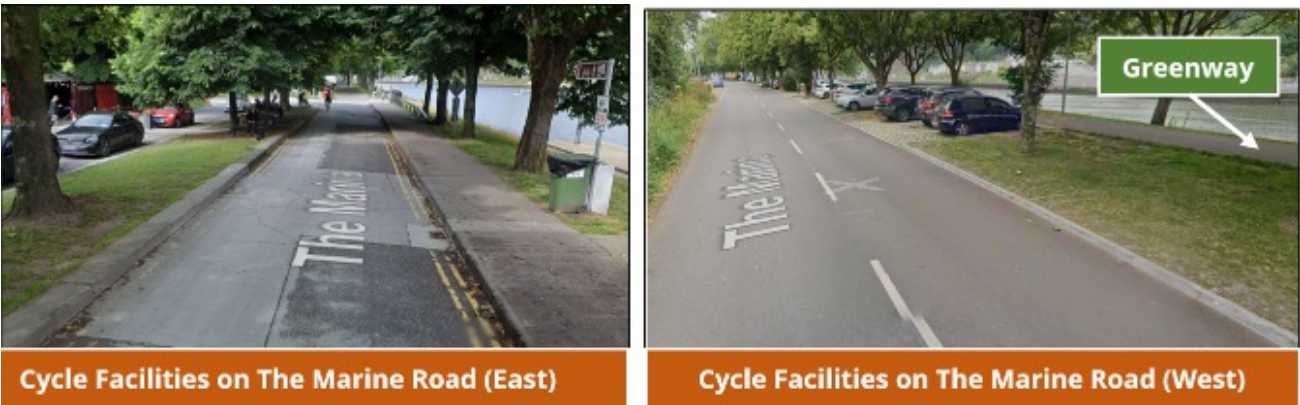 The Marine
Cycle Facilities on The Marine Road (East)
Greenway
Cycle Facilities on The Marine Road (West)